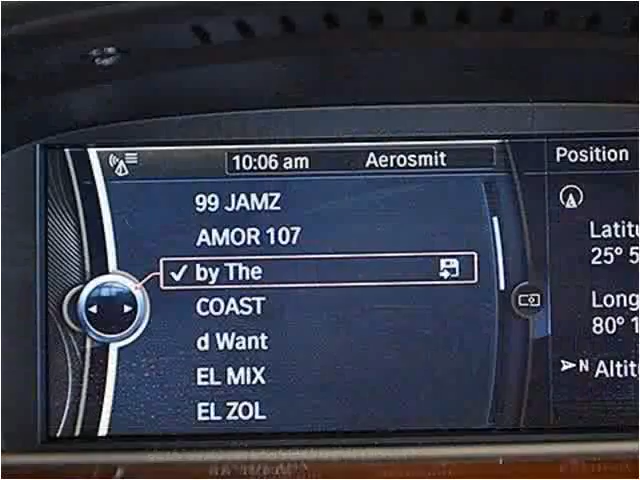 10:06 am Aerosmit
Position
99 JAMZ
AMOR 107
by The
COAST
d Want
EL MIX
EL ZOL
Latitu
25° 5
Long
80° 1
N Altit